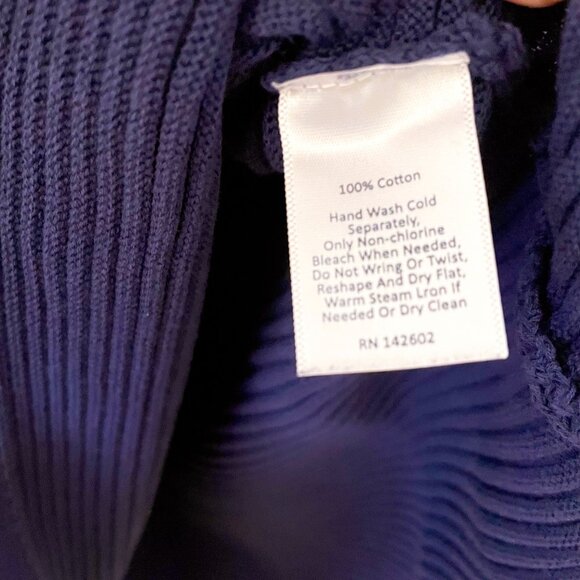 100% Cotton
Hand Wash Cold
Separately,
Only Non-chlorine
Bleach When Needed,
Do Not Wring Or Twist,
Reshape And Dry Flat,
Warm Steam Lron If
Needed Or Dry Clean
RN 142602